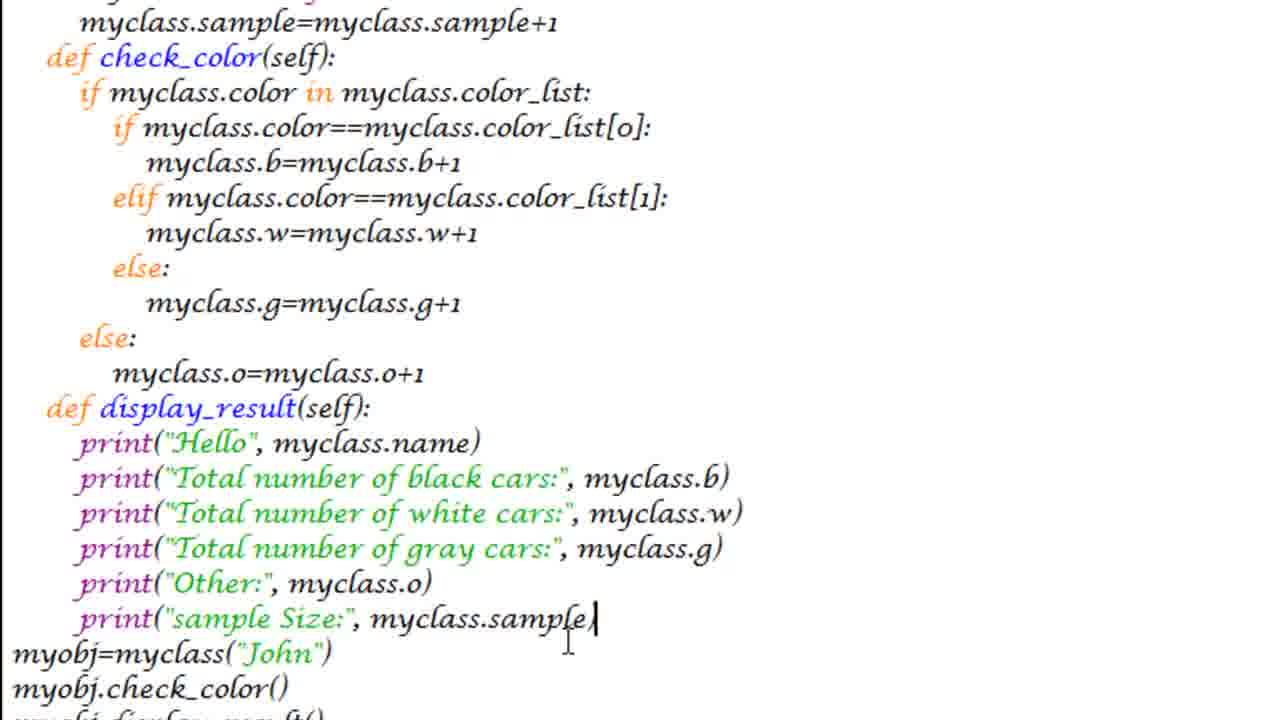 myclass.sample=myclass.sample+1
def check_color(self):
if myclass.color in myclass.color_list:
if myclass.color==myclass.color_list[0]:
myclass.b=myclass.b+1
elif myclass.color==myclass.color_list[1]:
myclass.w=myclass.w+1
else:
myclass.g=myclass.g+1
else:
myclass.o=myclass.o+1
def display_result(self):
print("Hello", myclass.name)
print("Total number of black cars:", myclass.b)
print("Total number of white cars:", myclass.w)
print("Total number of gray cars:", myclass.g)
print("Other:", myclass.o)
print("sample Size:", myclass.sample)
myobj=myclass("John")
myobj.check_color()
myobj.display_result()